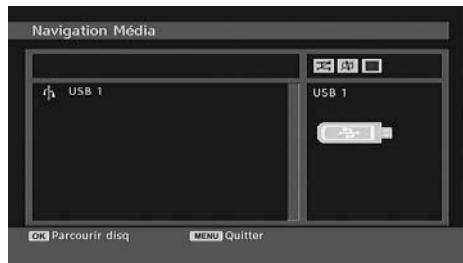 Navigation Média
USB 1
USB 1
OK Parcourir disq
MENU Quitter